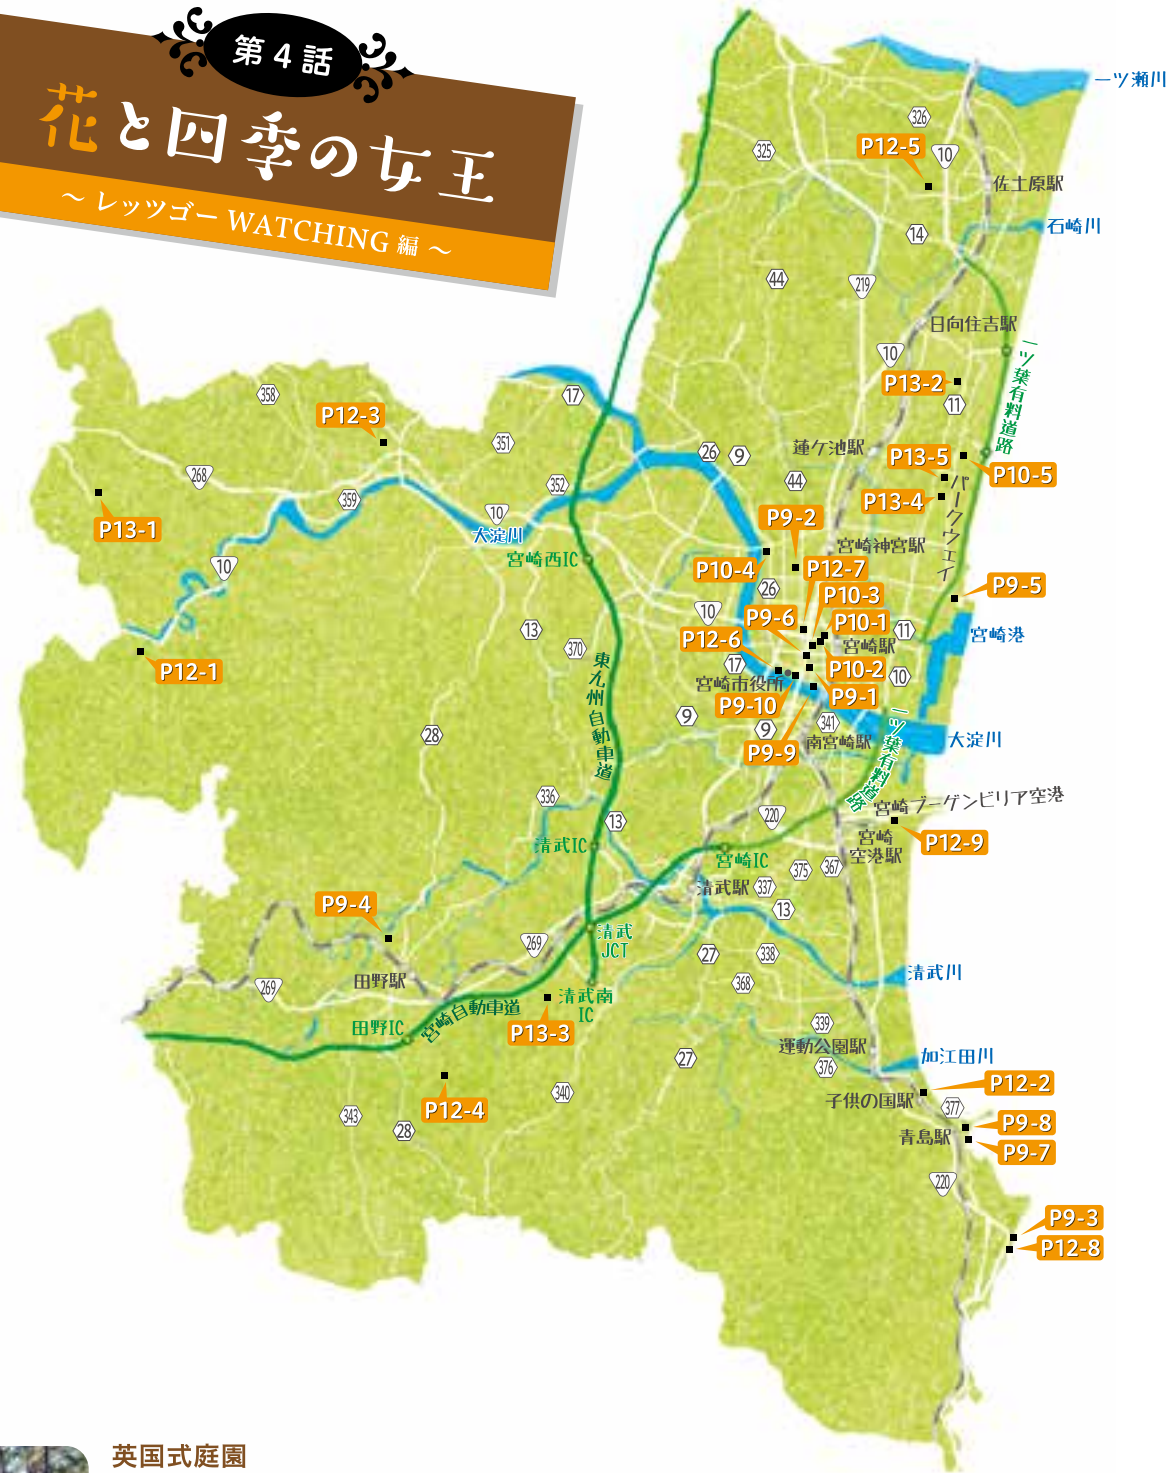 第4話
花と四季の女王
～レッツゴーWATCHING編～
一ツ瀬川
326
P12-5
325
10
佐土原駅
石崎川
14
44
219
日向住吉駅
10
一ツ葉有料道路
P13-2
11
358
17
P12-3
351
26
9
蓮ケ池駅
P13-5
P10-5
268
352
44
359
P13-4
パークウェイ
P13-1
10
大淀川
P9-2
宮崎神宮駅
宮崎西IC
10
P10-4
P12-7
26
P10-3
P9-5
10
P9-6
P10-1
11
13
370
P12-6
宮崎駅
宮崎港
東九州自動車道
17
P10-2
P12-1
宮崎市役所
10
P9-10
P9-1
9
28
9
341
一ツ葉有料道路
大淀川
P9-9
南宮崎駅
336
宮崎ブーゲンビリア空港
13
220
清武IC
宮崎IC
宮崎空港駅
P12-9
375
367
清武駅
337
P9-4
13
清武
JCT
269
27
338
田野駅
368
清武川
269
清武南
IC
田野IC
宮崎自動車道
P13-3
339
運動公園駅
加江田川
27
376
P12-2
340
子供の国駅
P12-4
377
343
28
P9-8
青島駅
P9-7
220
P9-3
P12-8
英国式庭園